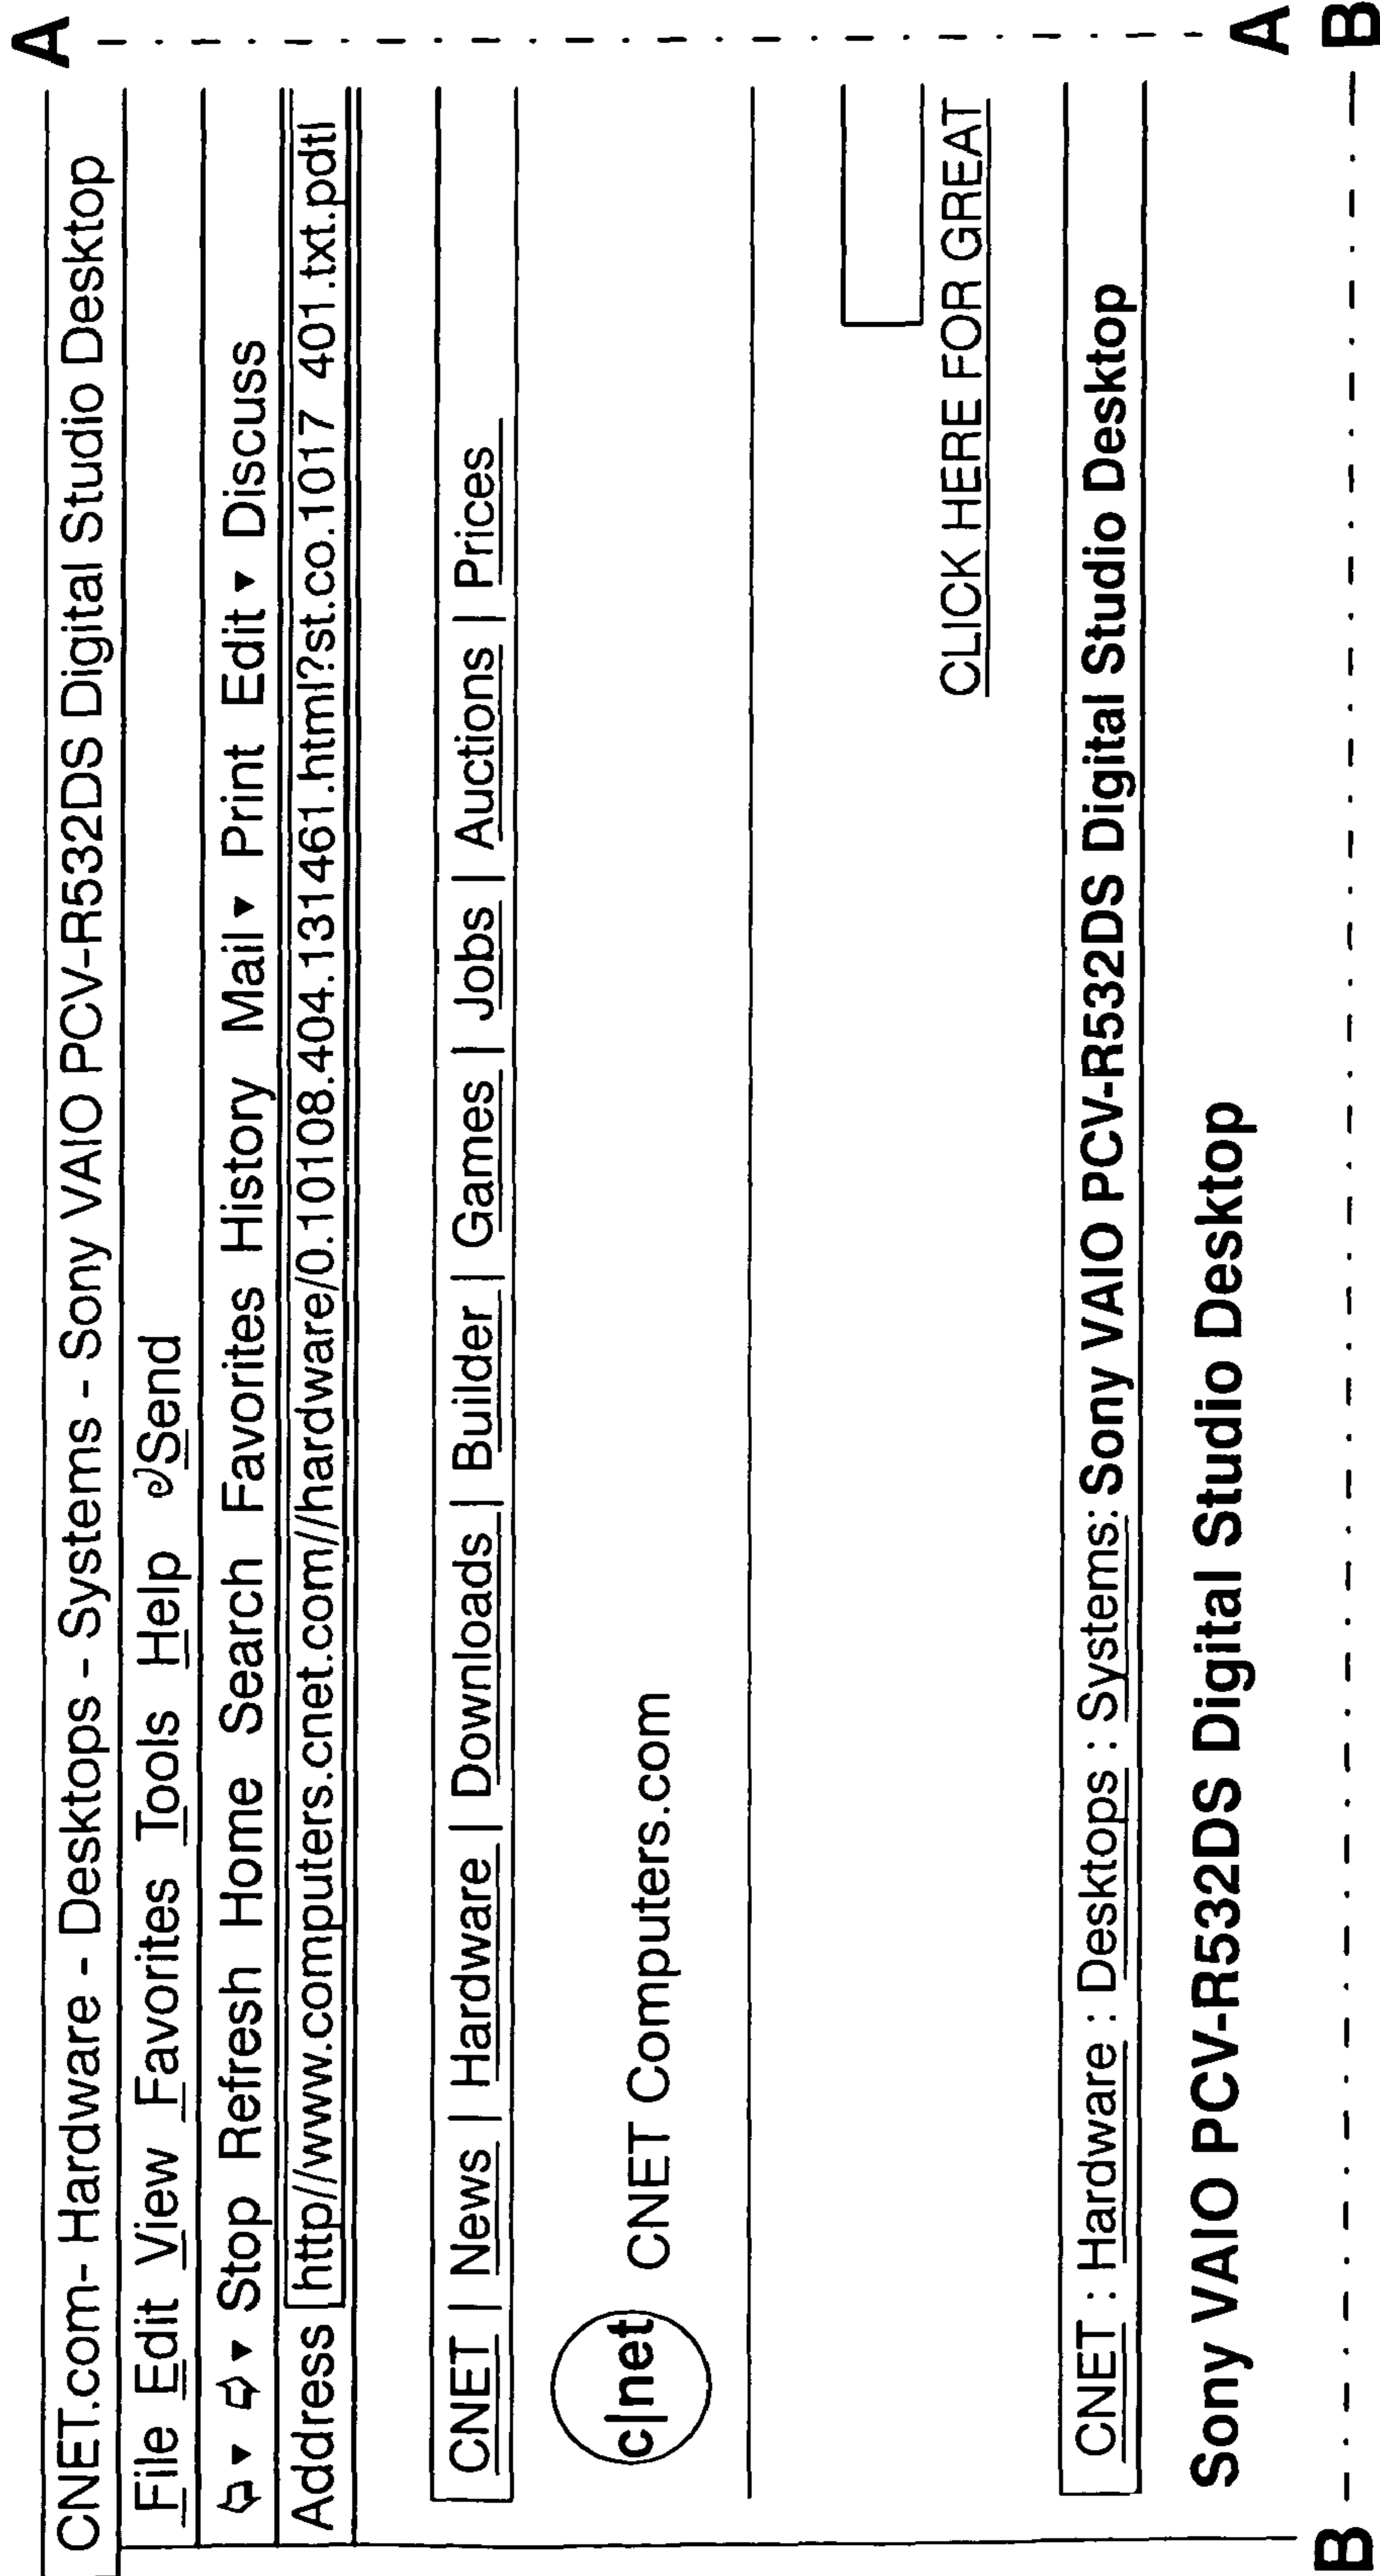 CNET.com- Hardware - Desktops - Systems - Sony VAIO PCV-R532DS Digital Studio Desktop
File Edit View Favorites Tools Help Send
Stop Refresh Home Search Favorites History Mail Print Edit Discuss
Address http//www.computers.cnet.com//hardware/0.10108.404.131461.html?st.co.1017 401.txt.pdtl
CNET | News | Hardware | Downloads | Builder | Games | Jobs | Auctions | Prices
c|net CNET Computers.com
CLICK HERE FOR GREAT
CNET : Hardware : Desktops : Systems: Sony VAIO PCV-R532DS Digital Studio Desktop
Sony VAIO PCV-R532DS Digital Studio Desktop
A
A
B
B